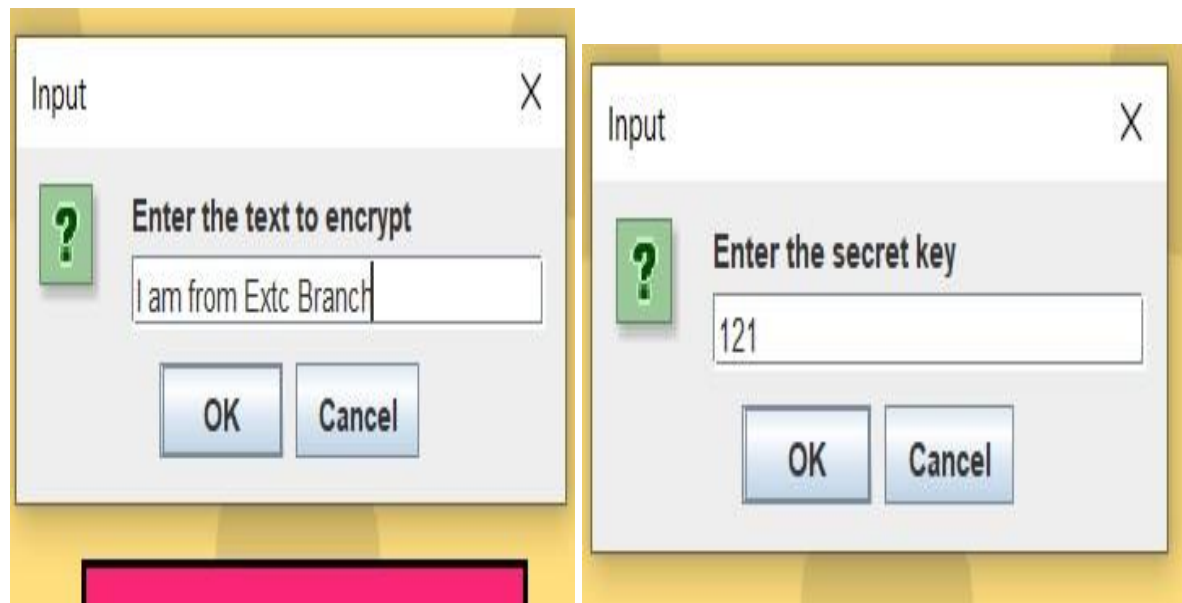 Input
X
?
Enter the text to encrypt
I am from Extc Branch
OK
Cancel
Input
X
?
Enter the secret key
121
OK
Cancel